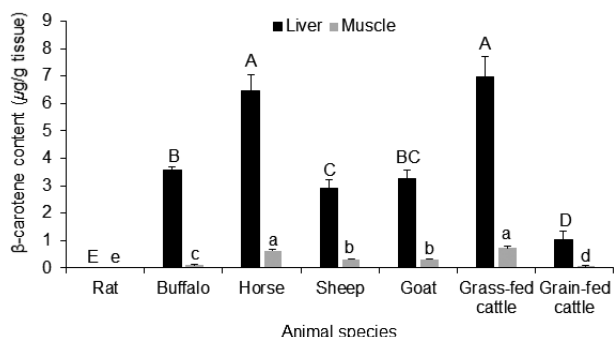 β-carotene content (µg/g tissue)
9
8
7
6
5
4
3
2
1
0
Liver Muscle
E e
B c
A a
C b
BC b
A a
D d
Rat Buffalo Horse Sheep Goat Grass-fed cattle Grain-fed cattle
Animal species